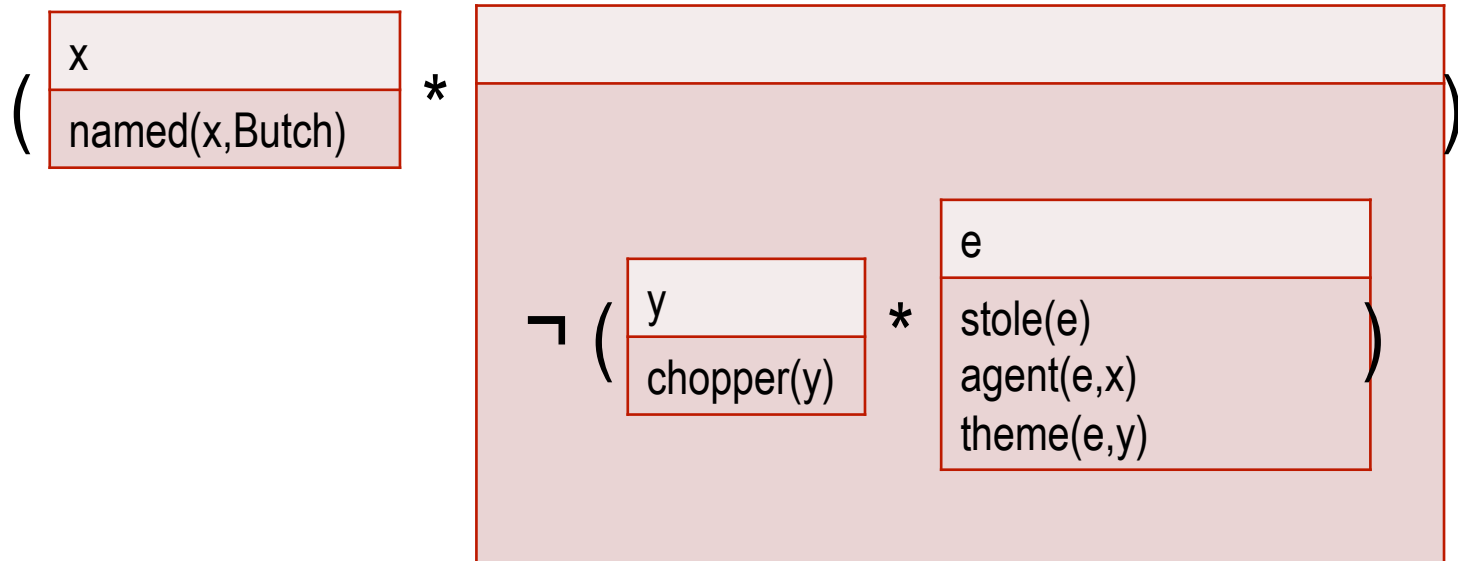 ( x * )
named(x,Butch)
¬ ( y * e )
chopper(y)
stole(e)
agent(e,x)
theme(e,y)